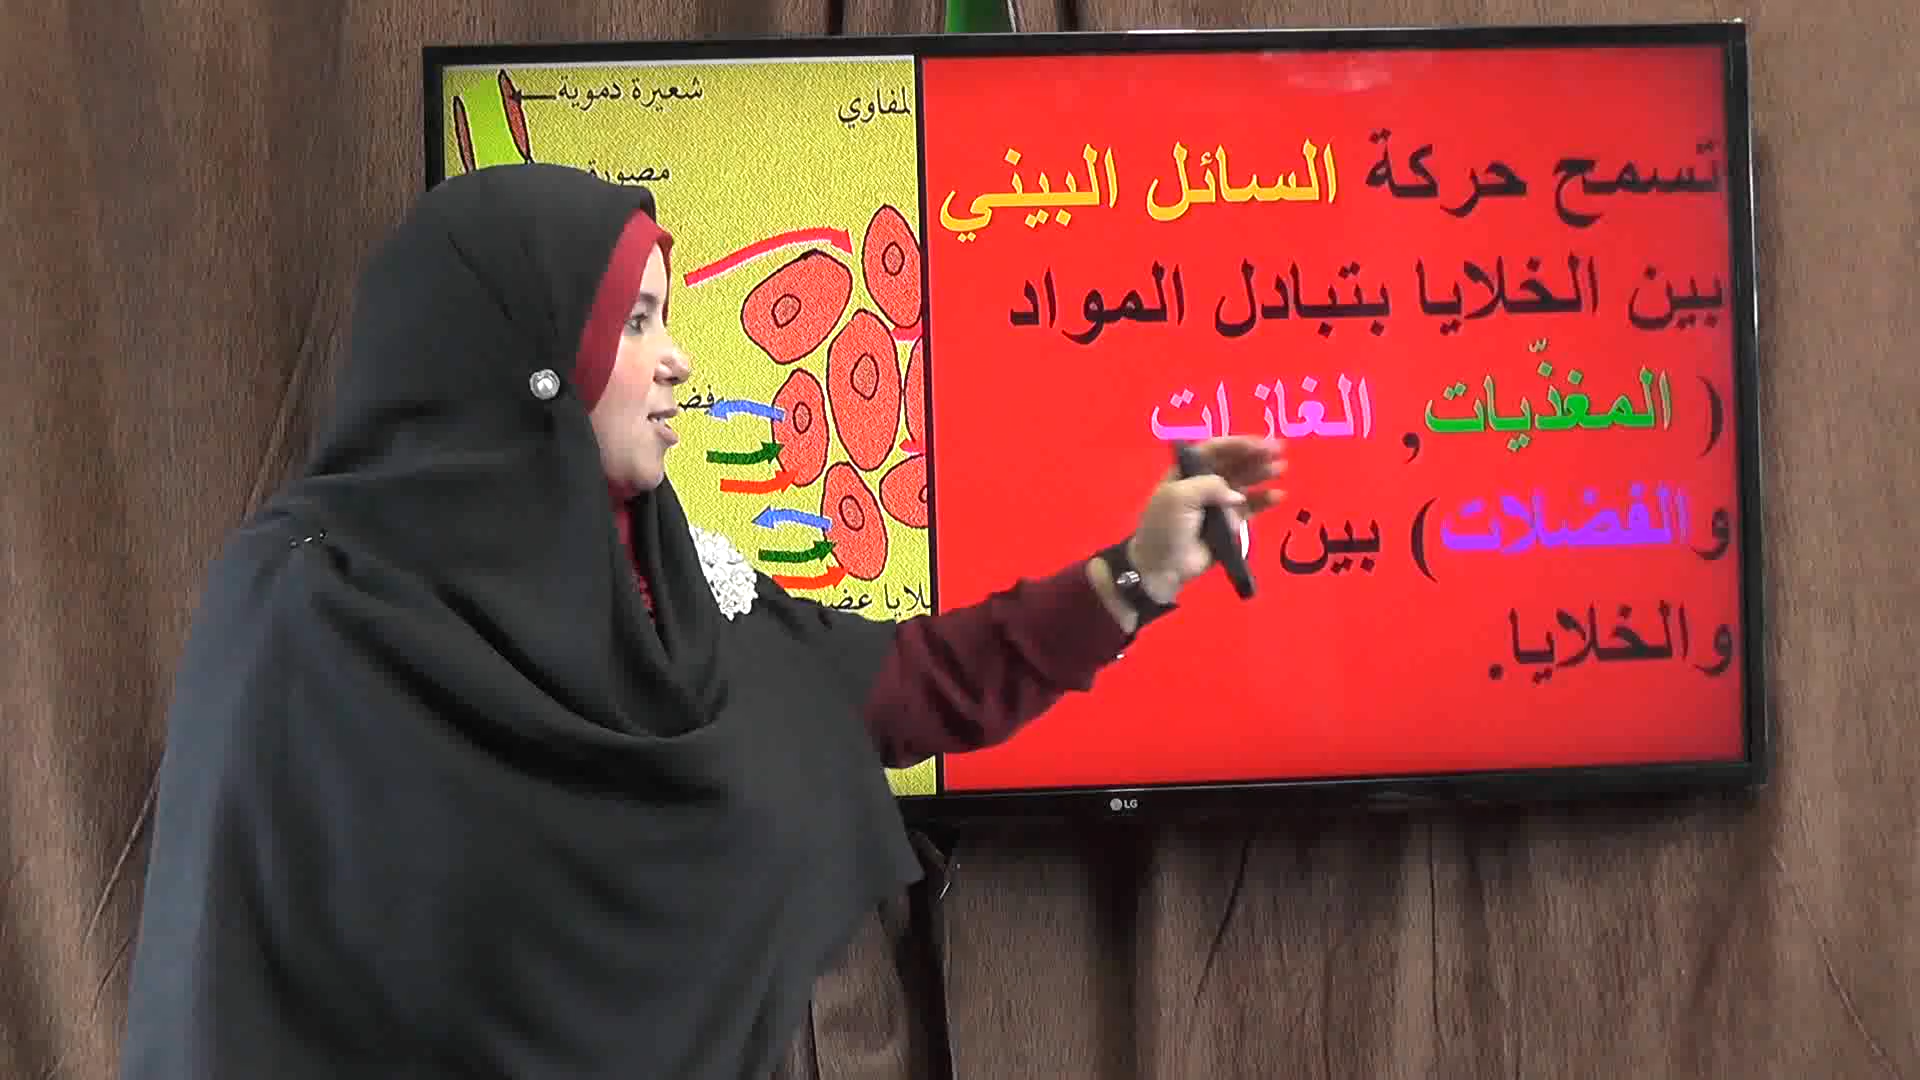 تسمح حركة السائل البيني
بين الخلايا بتبادل المواد
( المغذّيات, الغازات
والفضلات) بين
والخلايا.
شعيرة دموية
LG